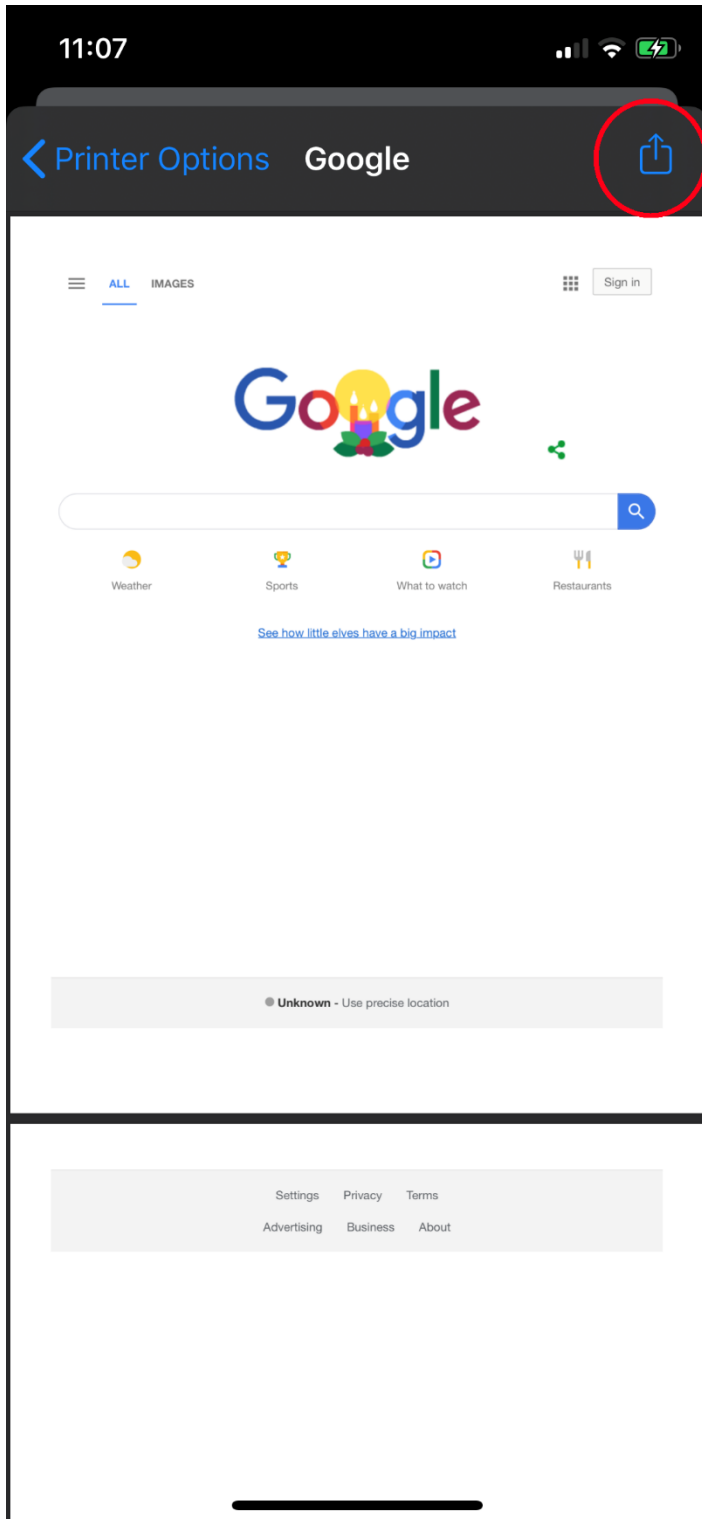 11:07
Printer Options Google
ALL IMAGES Sign in
Google
Weather Sports What to watch Restaurants
See how little elves have a big impact
Unknown - Use precise location
Settings Privacy Terms
Advertising Business About